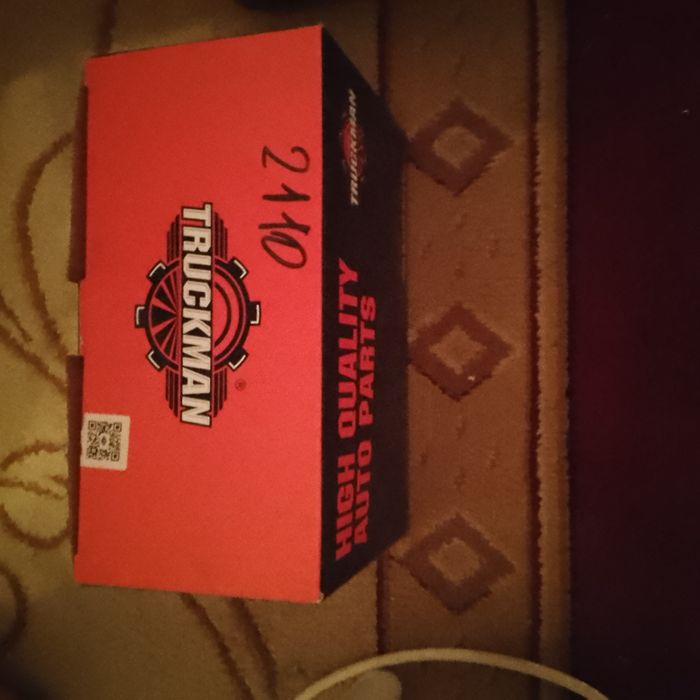 2110
TRUCKMAN
®
TRUCKMAN
HIGH QUALITY
AUTO PARTS